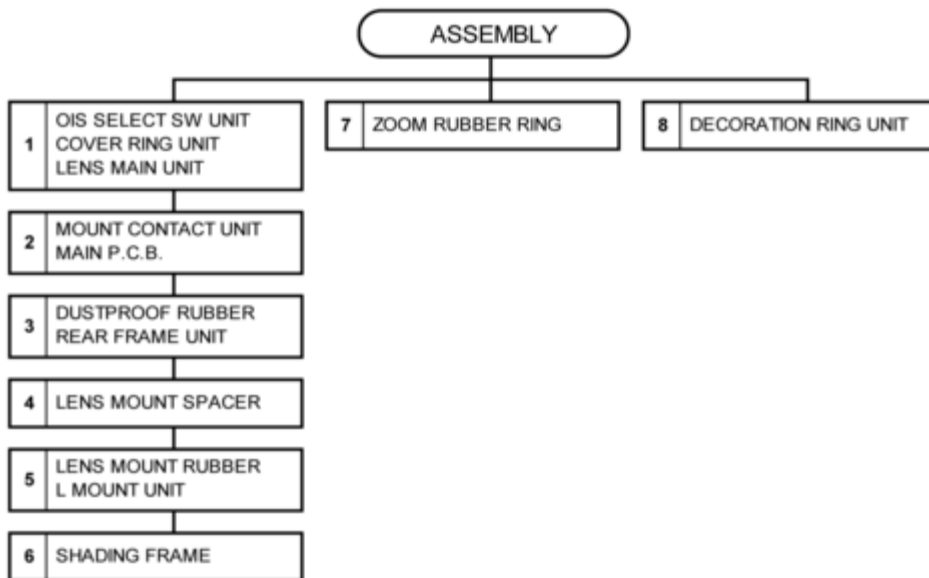 ASSEMBLY
1
OIS SELECT SW UNIT
COVER RING UNIT
LENS MAIN UNIT
7
ZOOM RUBBER RING
8
DECORATION RING UNIT
2
MOUNT CONTACT UNIT
MAIN P.C.B.
3
DUSTPROOF RUBBER
REAR FRAME UNIT
4
LENS MOUNT SPACER
5
LENS MOUNT RUBBER
L MOUNT UNIT
6
SHADING FRAME